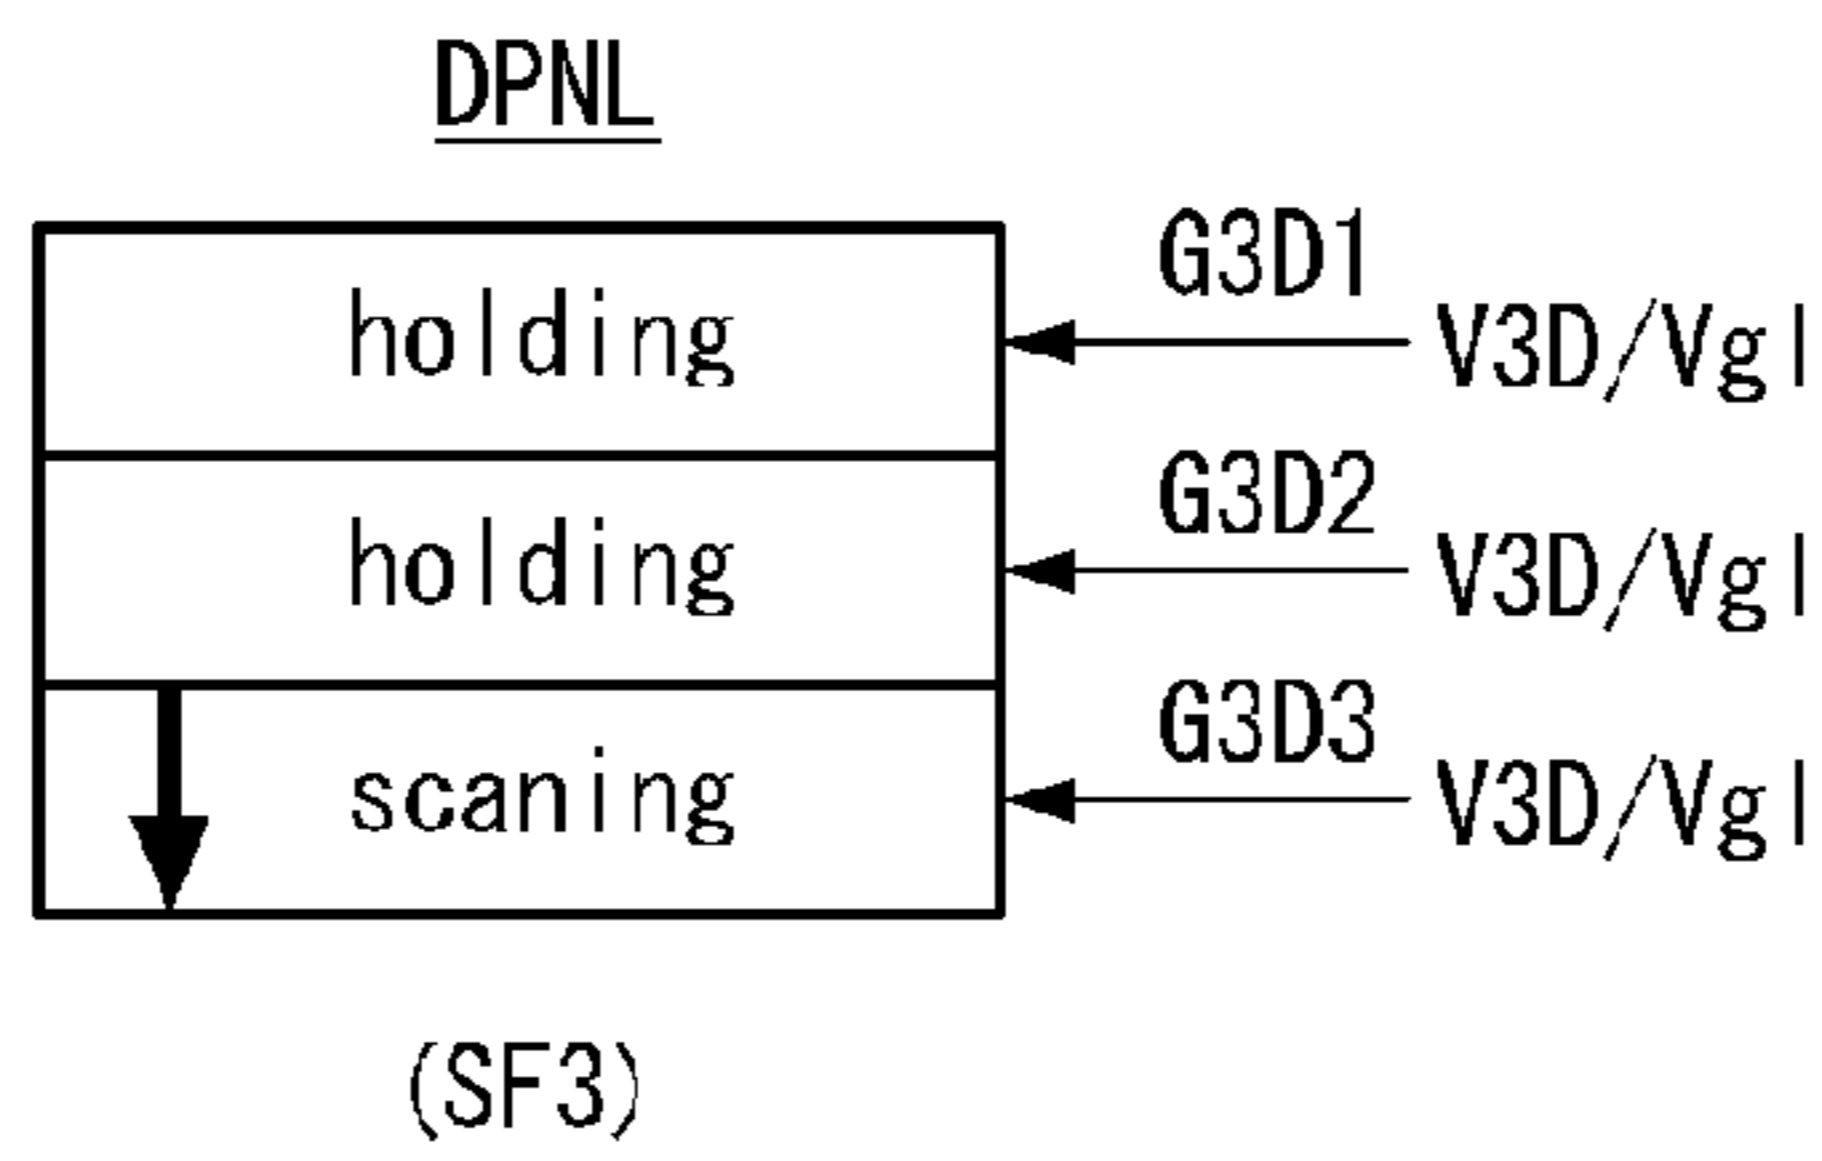 DPNL
holding
G3D1
V3D/Vgl
holding
G3D2
V3D/Vgl
scaning
G3D3
V3D/Vgl
(SF3)